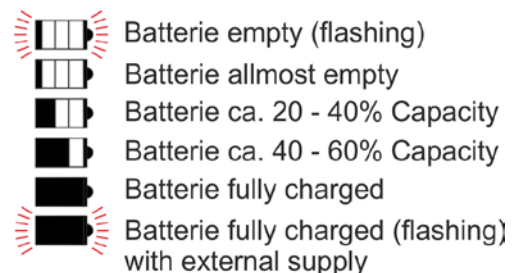 Batterie empty (flashing)
Batterie allmost empty
Batterie ca. 20 - 40% Capacity
Batterie ca. 40 - 60% Capacity
Batterie fully charged
Batterie fully charged (flashing)
with external supply